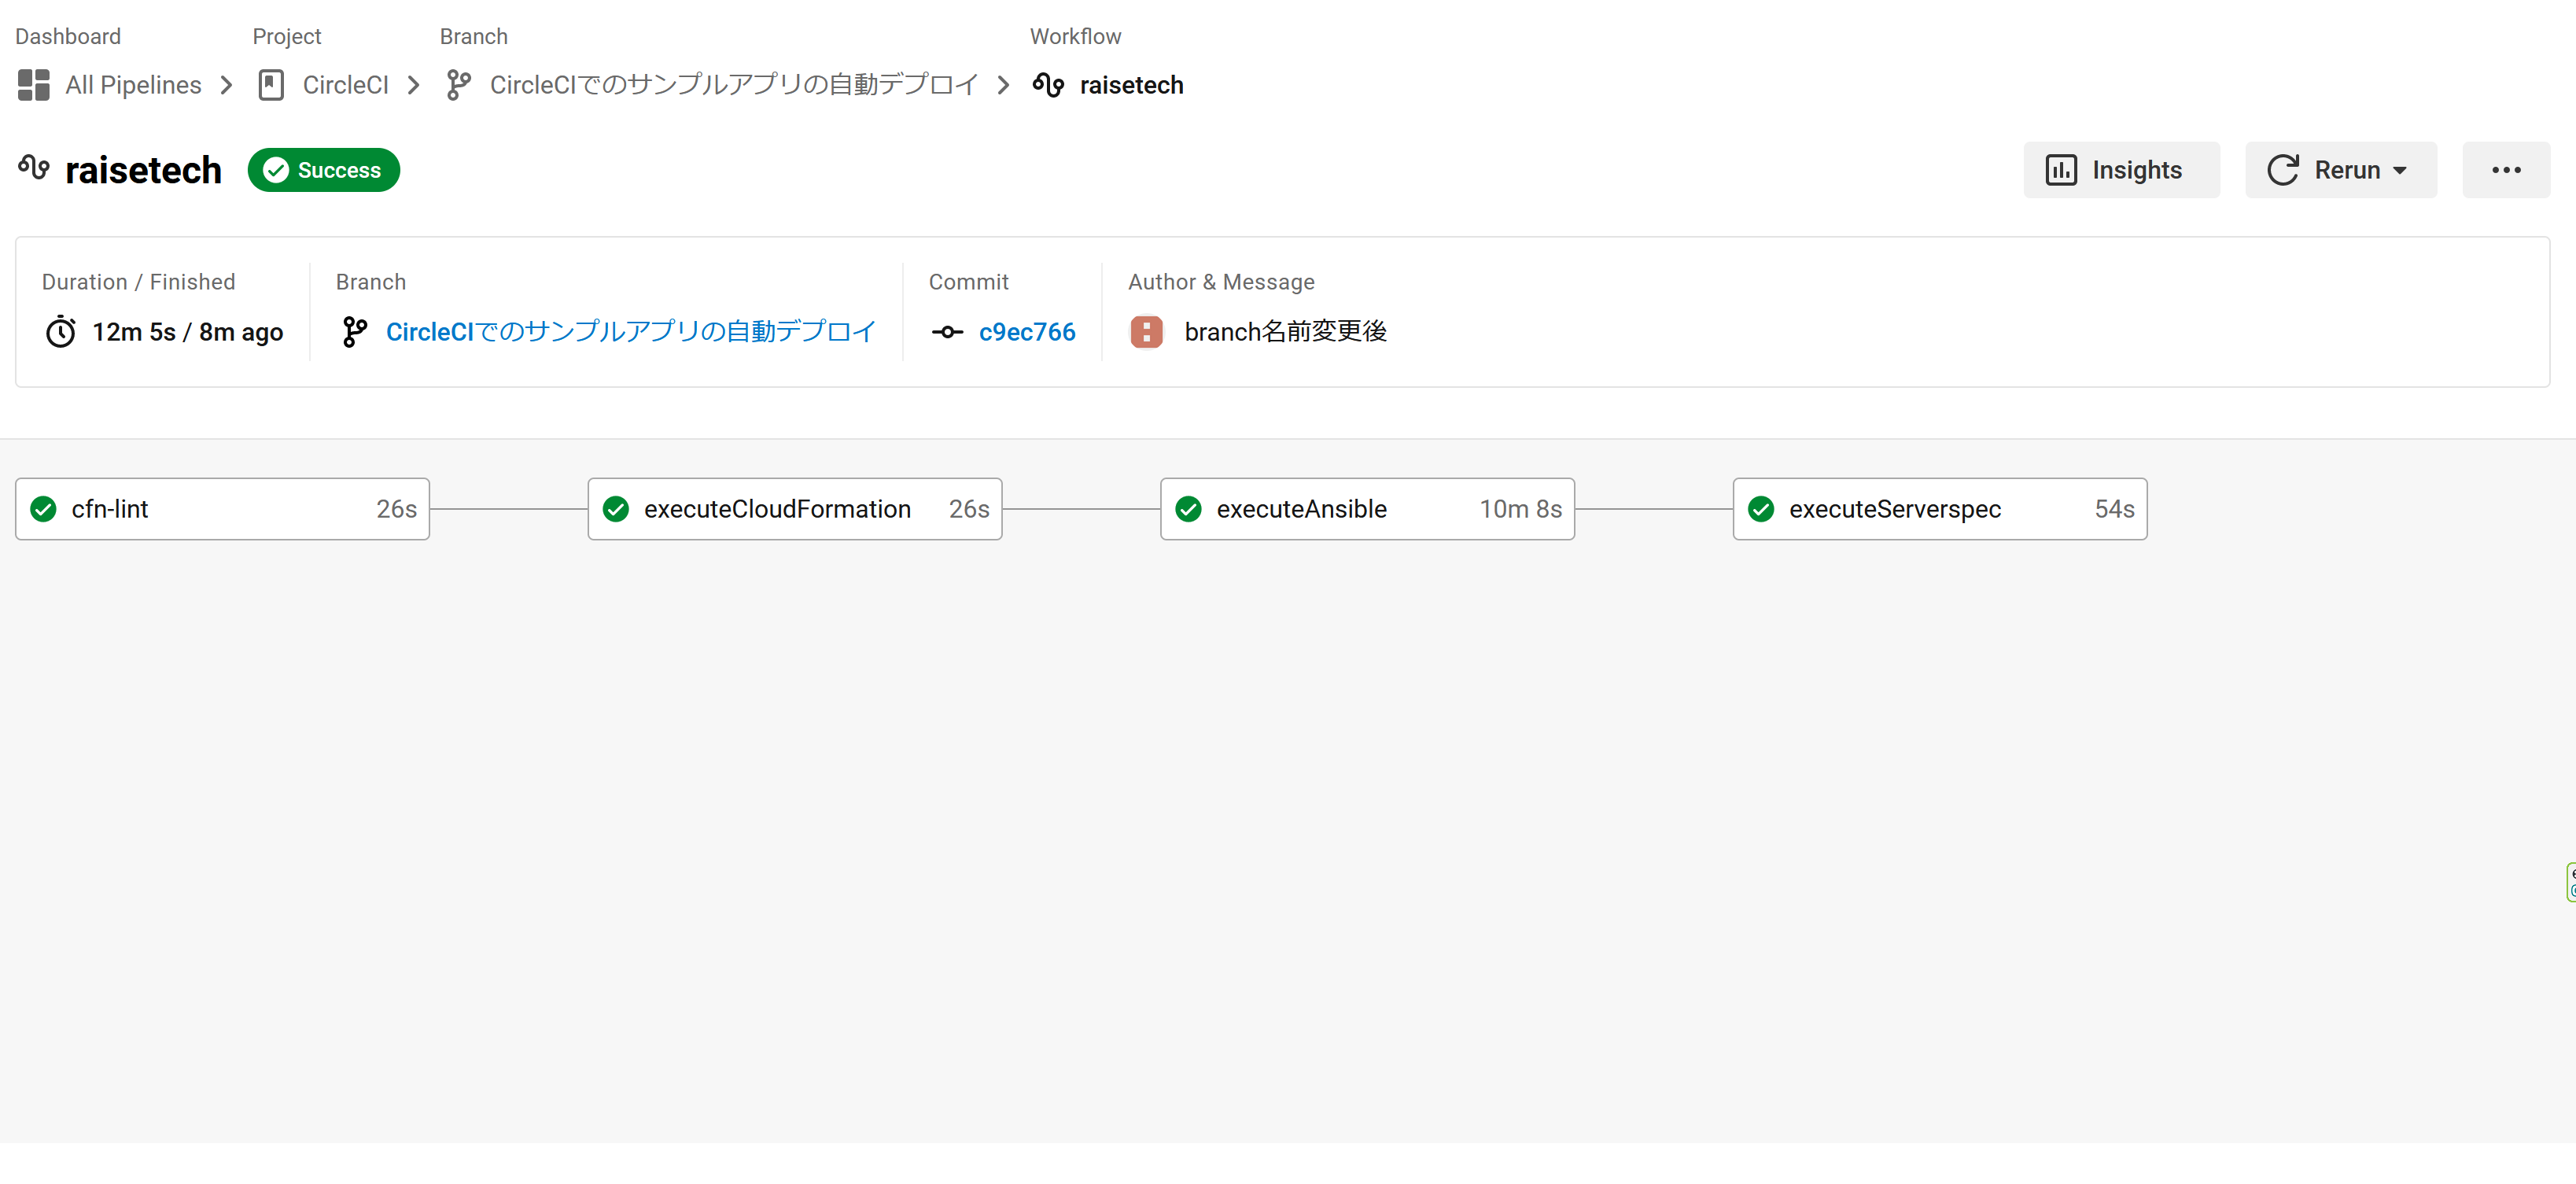 Dashboard Project Branch Workflow
All Pipelines CircleCI CircleCIでのサンプルアプリの自動デプロイ raisetech
raisetech Success Insights Rerun
Duration / Finished Branch Commit Author & Message
12m 5s / 8m ago CircleCIでのサンプルアプリの自動デプロイ c9ec766 branch名前変更後
cfn-lint 26s executeCloudFormation 26s executeAnsible 10m 8s executeServerspec 54s